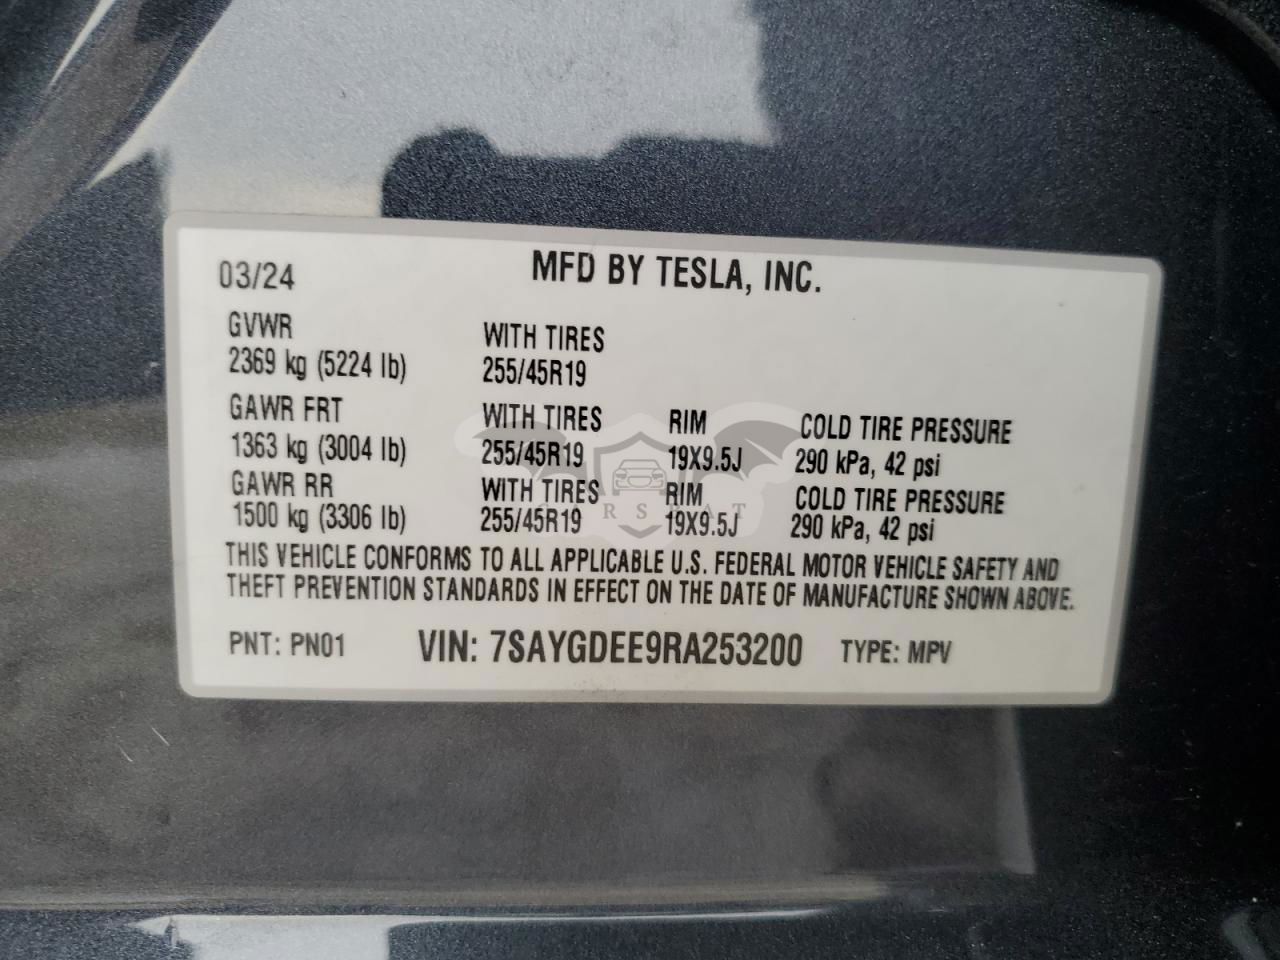 03/24 MFD BY TESLA, INC.
GVWR WITH TIRES
2369 kg (5224 lb) 255/45R19
GAWR FRT WITH TIRES RIM COLD TIRE PRESSURE
1363 kg (3004 lb) 255/45R19 19X9.5J 290 kPa, 42 psi
GAWR RR WITH TIRES RIM COLD TIRE PRESSURE
1500 kg (3306 lb) 255/45R19 19X9.5J 290 kPa, 42 psi
THIS VEHICLE CONFORMS TO ALL APPLICABLE U.S. FEDERAL MOTOR VEHICLE SAFETY AND
THEFT PREVENTION STANDARDS IN EFFECT ON THE DATE OF MANUFACTURE SHOWN ABOVE.
PNT: PN01 VIN: 7SAYGDEE9RA253200 TYPE: MPV